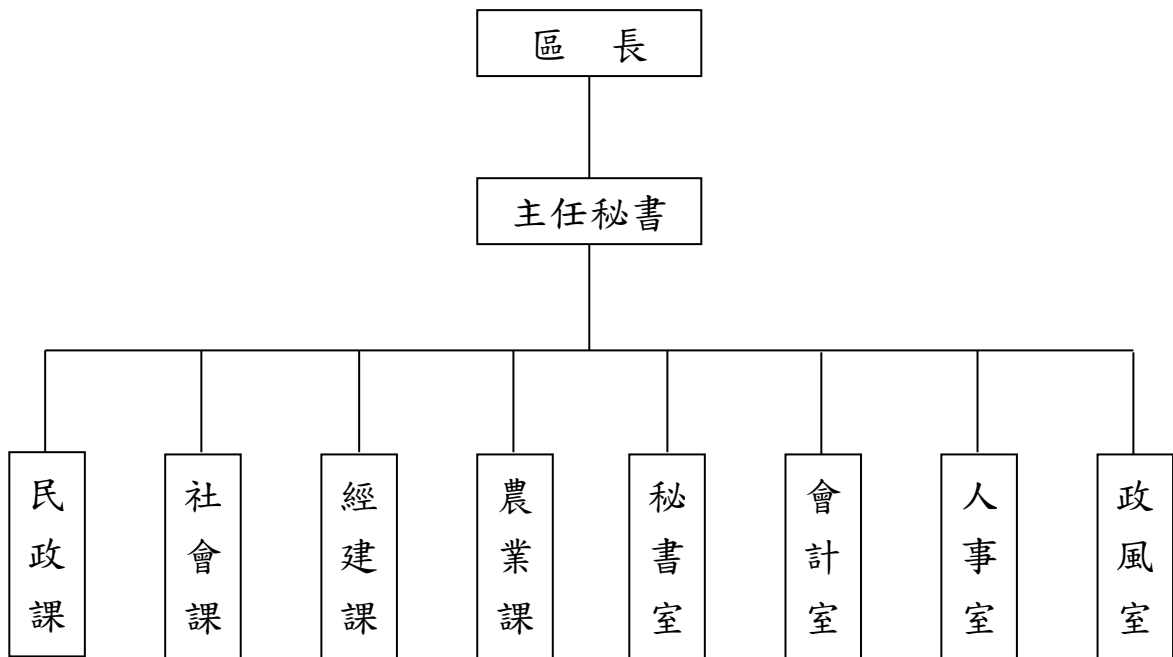 區 長
主任秘書
民政課
社會課
經建課
農業課
秘書室
會計室
人事室
政風室